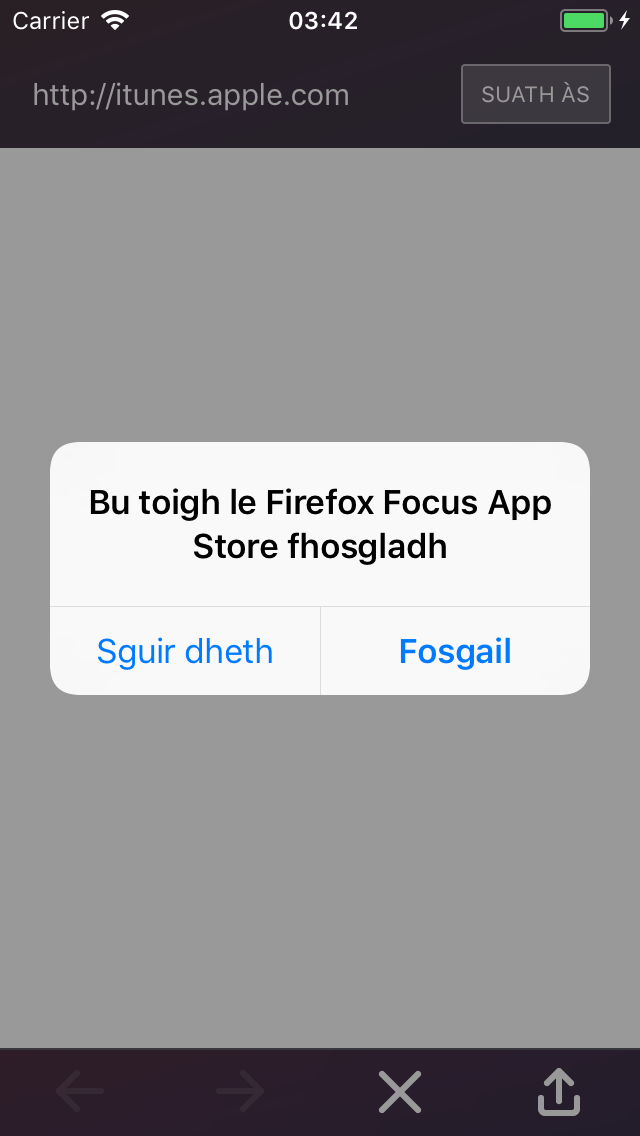 Carrier 03:42
http://itunes.apple.com SUATH ÀS
Bu toigh le Firefox Focus App
Store fhosgladh
Sguir dheth Fosgail